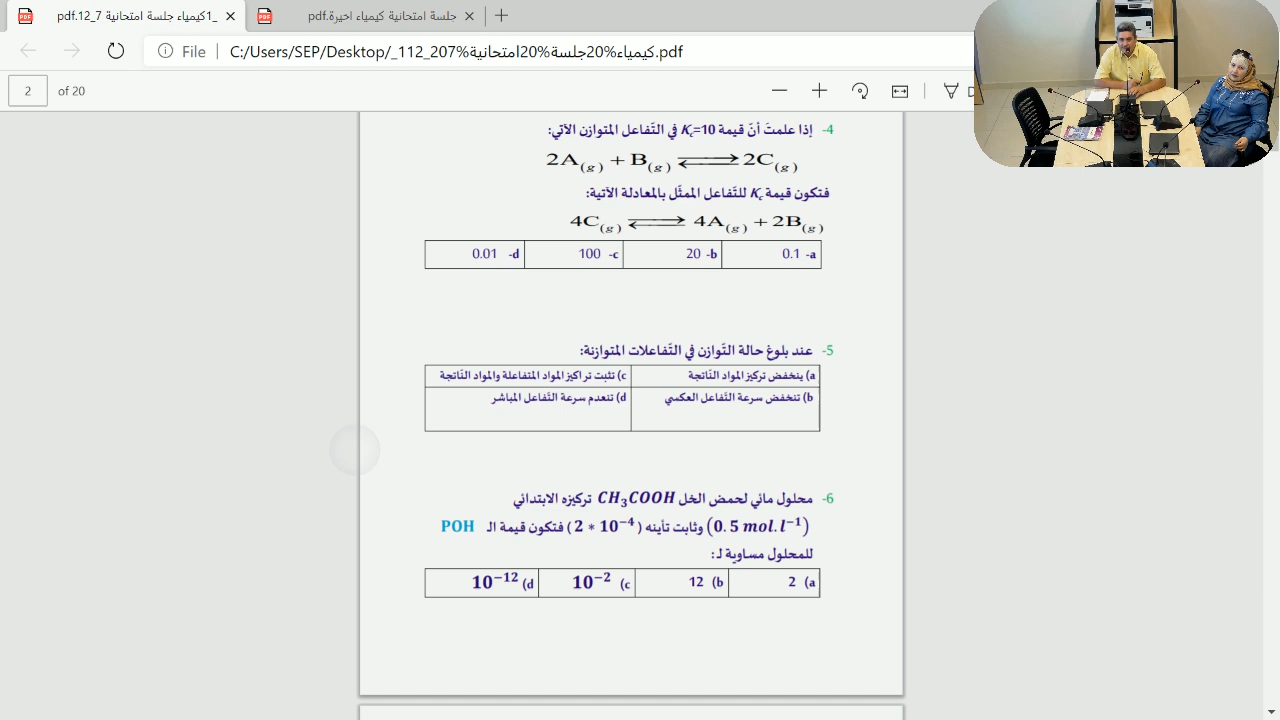 1_كيمياء جلسة امتحانية 7_12.pdf
جلسة امتحانية كيمياء اخيرة.pdf
File
C:/Users/SEP/Desktop/_112_207%كيمياء%20جلسة%20امتحانية.pdf
2 of 20
4- إذا علمتَ أنّ قيمة Kc=10 في التّفاعل المتوازن الآتي:
2A(g) + B(g) ⇌ 2C(g)
فتكون قيمة Kc للتّفاعل الممثّل بالمعادلة الآتية:
4C(g) ⇌ 4A(g) + 2B(g)
a- 0.1 b- 20 c- 100 d- 0.01
5- عند بلوغ حالة التّوازن في التّفاعلات المتوازنة:
a) ينخفض تركيز المواد النّاتجة c) تثبت تراكيز المواد المتفاعلة والمواد النّاتجة
b) تنخفض سرعة التّفاعل العكسي d) تنعدم سرعة التّفاعل المباشر
6- محلول مائي لحمض الخل CH₃COOH تركيزه الابتدائي
(0.5 mol.l⁻¹) وثابت تأينه (2 * 10⁻⁴) فتكون قيمة الـ POH
للمحلول مساوية لـ:
a) 2 b) 12 c) 10⁻² d) 10⁻¹²